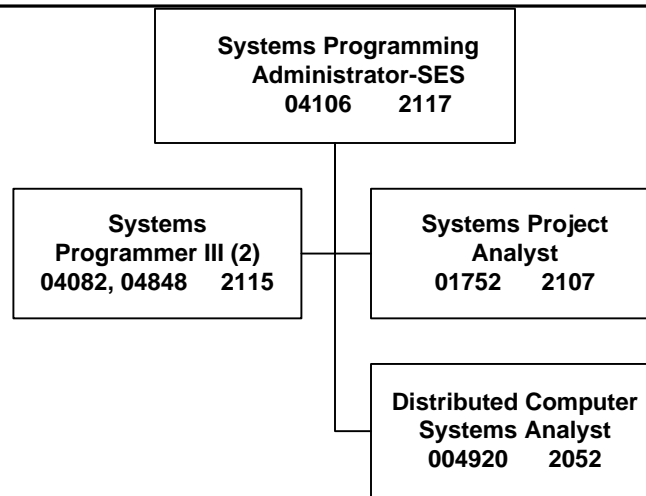 Systems Programming
Administrator-SES
04106 2117
Systems
Programmer III (2)
04082, 04848 2115
Systems Project
Analyst
01752 2107
Distributed Computer
Systems Analyst
004920 2052